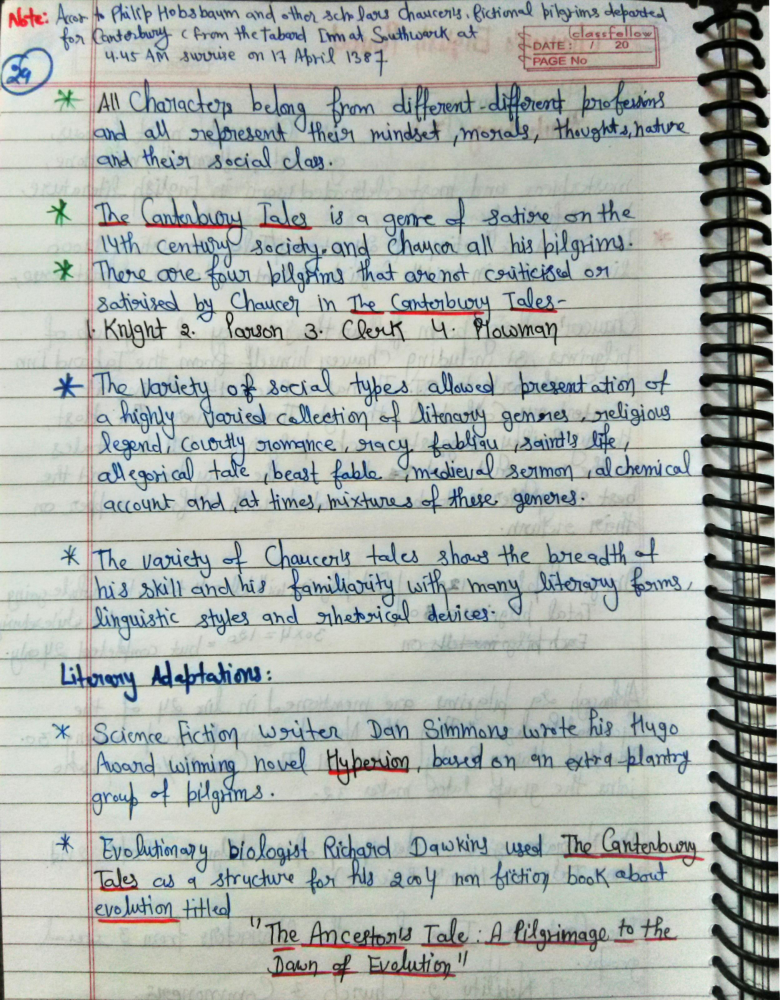 Note: Accor to Philip Hobsbaum and other scholars Chaucer's fictional pilgrims departed
for Canterbury (from the Tabard Inn at Southwark at
4.45 AM sunrise on 17 April 1387
classfellow
DATE: / 20
PAGE No
29
* All Characters belong from different-different professions
and all represent their mindset, morals, thoughts, nature
and their social class.
* The Canterbury Tales is a genre of satire on the
14th century society. and Chaucer all his pilgrims.
* There are four pilgrims that are not criticised or
satirised by Chaucer in The Canterbury Tales-
1. Knight 2. Parson 3. Clerk 4. Plowman
* The variety of social types allowed presentation of
a highly varied collection of literary genres, religious
legend, courtly romance, racy fabliau, saint's life,
allegorical tale, beast fable, medieval sermon, alchemical
account and, at times, mixtures of these generes.
* The variety of Chaucer's tales shows the breadth of
his skill and his familiarity with many literary forms,
linguistic styles and rhetorical devices.
Literary Adaptations:
* Science Fiction writer Dan Simmons wrote his Hugo
Award winning novel Hyperion, based on an extra-plantry
group of pilgrims.
* Evolutionary biologist Richard Dawkins used The Canterbury
Tales as a structure for his 2004 non fiction book about
evolution titled
"The Ancestor's Tale: A Pilgrimage to the
Dawn of Evolution"